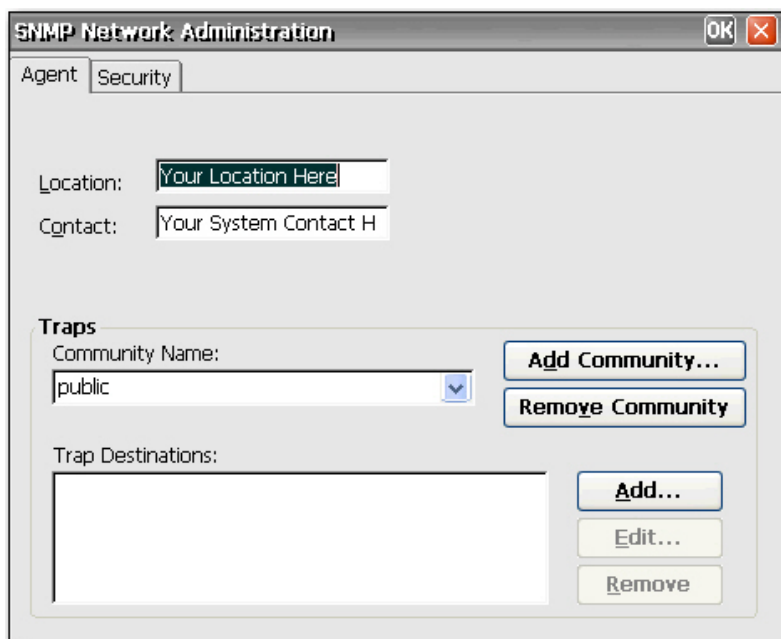 SNMP Network Administration OK
Agent Security
Location: Your Location Here
Contact: Your System Contact H
Traps
Community Name:
public
Add Community...
Remove Community
Trap Destinations:
Add...
Edit...
Remove